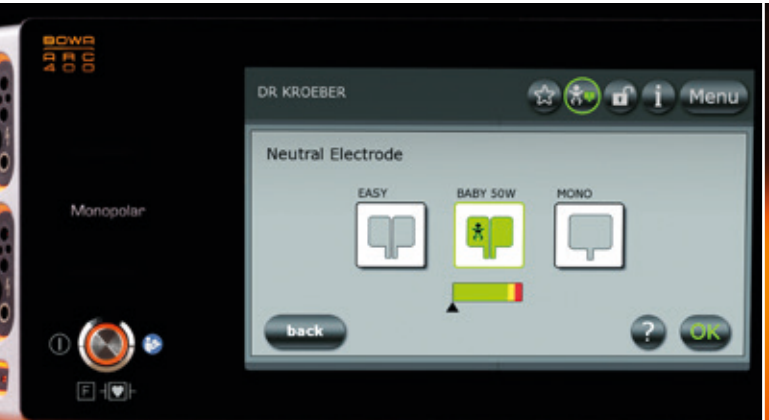 BOWA
ARC
400
DR KROEBER
i
Menu
Neutral Electrode
EASY
BABY 50W
MONO
Monopolar
back
?
OK
F